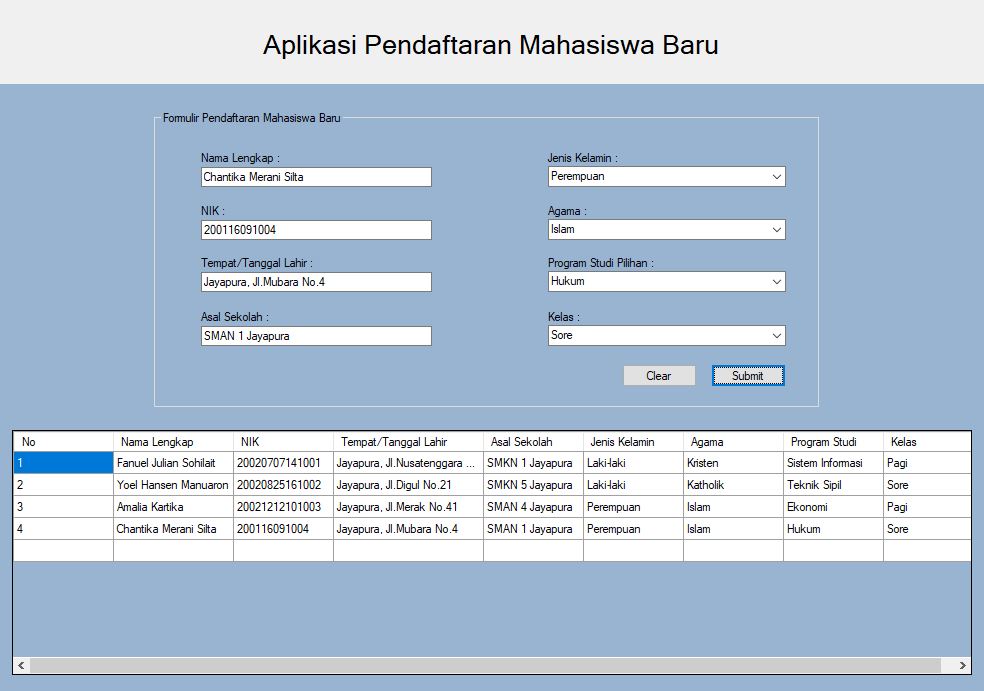 Aplikasi Pendaftaran Mahasiswa Baru
Formulir Pendaftaran Mahasiswa Baru
Nama Lengkap :
Chantika Merani Silta
NIK :
200116091004
Tempat/Tanggal Lahir :
Jayapura, Jl.Mubara No.4
Asal Sekolah :
SMAN 1 Jayapura
Jenis Kelamin :
Perempuan
Agama :
Islam
Program Studi Pilihan :
Hukum
Kelas :
Sore
Clear Submit
No Nama Lengkap NIK Tempat/Tanggal Lahir Asal Sekolah Jenis Kelamin Agama Program Studi Kelas
1 Fanuel Julian Sohilait 20020707141001 Jayapura, Jl.Nusatenggara ... SMKN 1 Jayapura Laki-laki Kristen Sistem Informasi Pagi
2 Yoel Hansen Manuaron 20020825161002 Jayapura, Jl.Digul No.21 SMKN 5 Jayapura Laki-laki Katholik Teknik Sipil Sore
3 Amalia Kartika 20021212101003 Jayapura, Jl.Merak No.41 SMAN 4 Jayapura Perempuan Islam Ekonomi Pagi
4 Chantika Merani Silta 200116091004 Jayapura, Jl.Mubara No.4 SMAN 1 Jayapura Perempuan Islam Hukum Sore